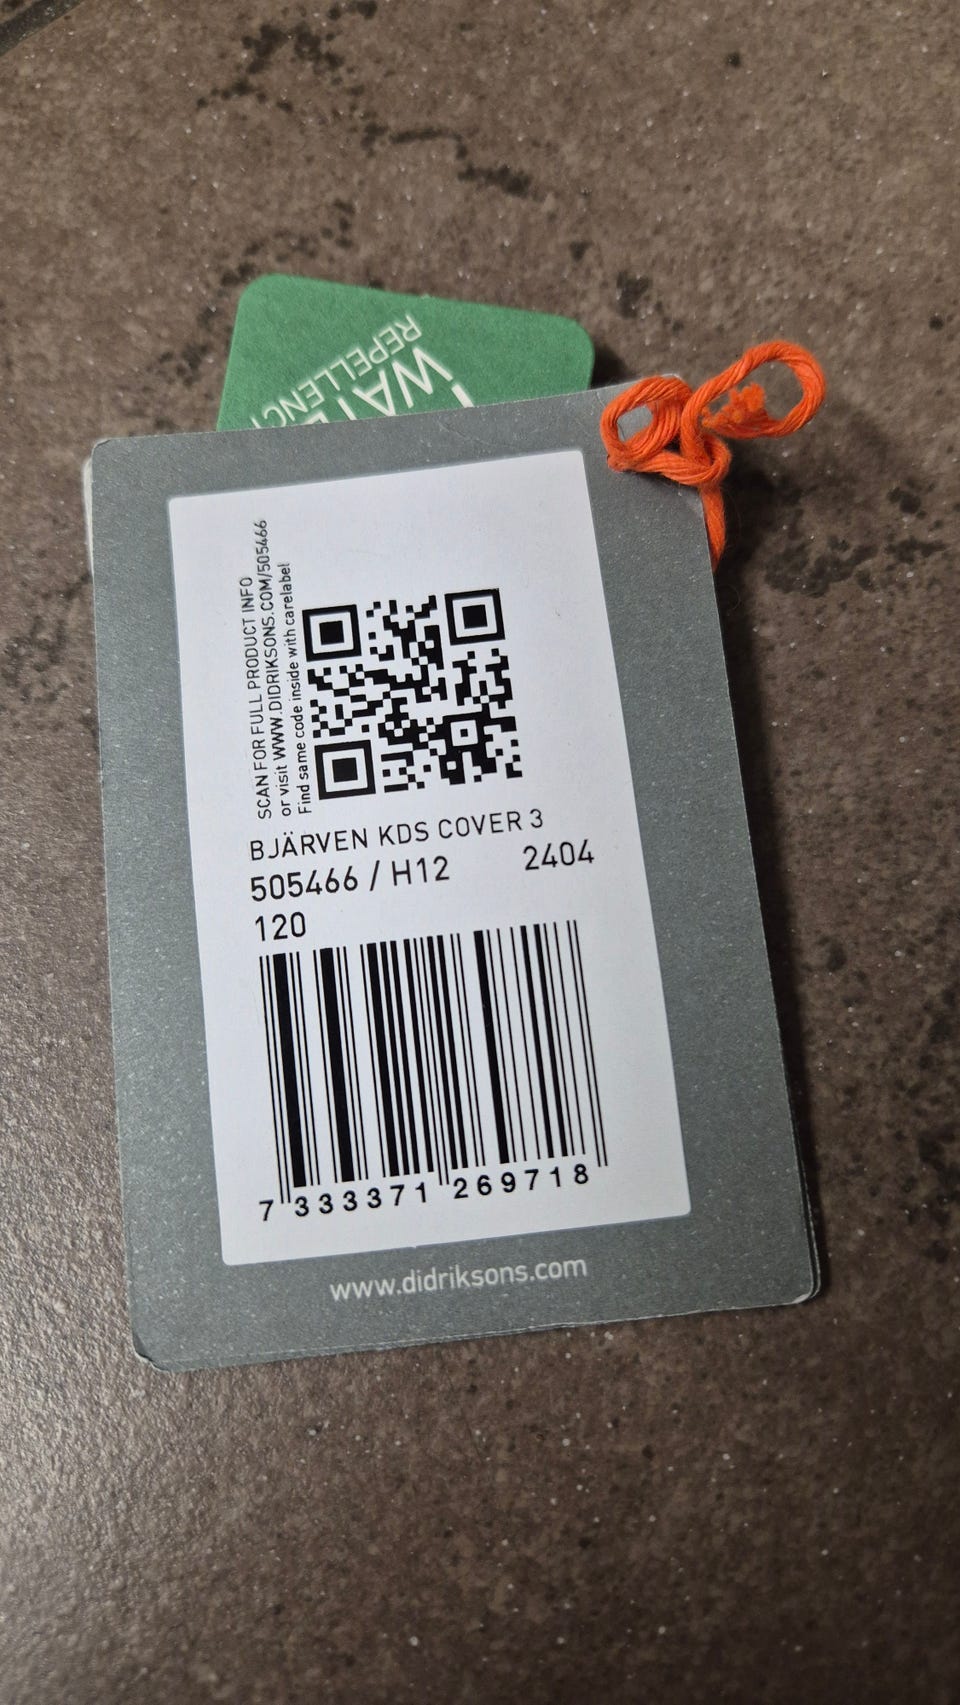 WATE
REPELLENC
SCAN FOR FULL PRODUCT INFO
or visit WWW.DIDRIKSONS.COM/505466
Find same code inside with carelabel
BJÄRVEN KDS COVER 3
505466 / H12 2404
120
7 333371 269718
www.didriksons.com